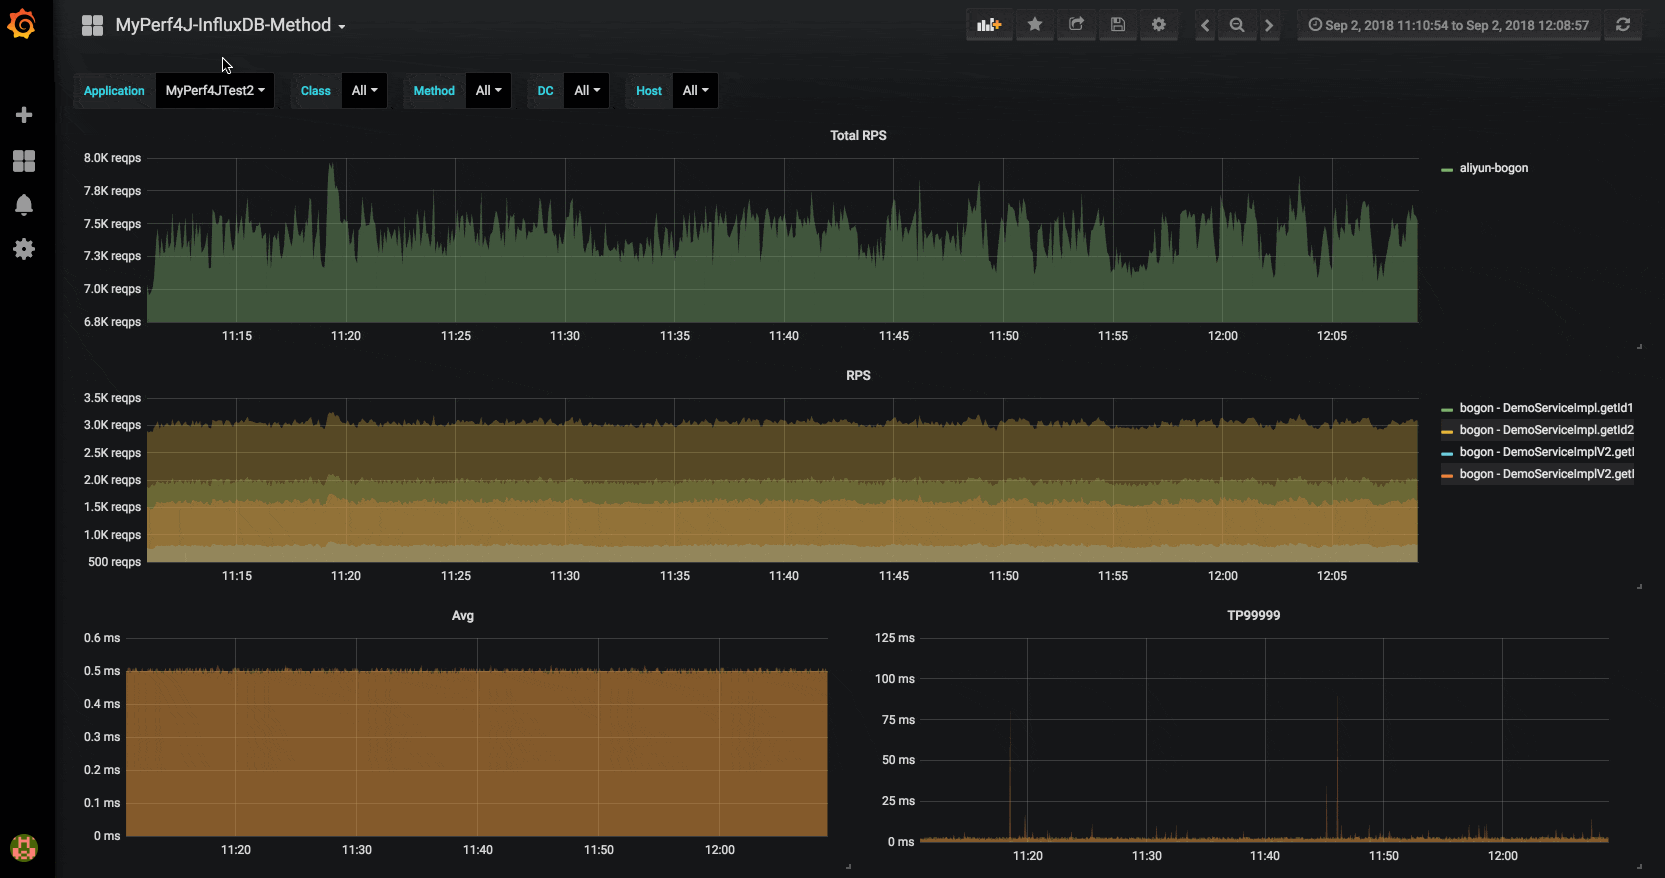 MyPerf4J-InfluxDB-Method
Sep 2, 2018 11:10:54 to Sep 2, 2018 12:08:57
Application MyPerf4JTest2 Class All Method All DC All Host All
Total RPS
8.0K reqps
7.8K reqps
7.5K reqps
7.3K reqps
7.0K reqps
6.8K reqps
11:15 11:20 11:25 11:30 11:35 11:40 11:45 11:50 11:55 12:00 12:05
aliyun-bogon
RPS
3.5K reqps
3.0K reqps
2.5K reqps
2.0K reqps
1.5K reqps
1.0K reqps
500 reqps
11:15 11:20 11:25 11:30 11:35 11:40 11:45 11:50 11:55 12:00 12:05
bogon - DemoServiceImpl.getId1
bogon - DemoServiceImpl.getId2
bogon - DemoServiceImplV2.getI
bogon - DemoServiceImplV2.getI
Avg
0.6 ms
0.5 ms
0.4 ms
0.3 ms
0.2 ms
0.1 ms
0 ms
11:20 11:30 11:40 11:50 12:00
TP99999
125 ms
100 ms
75 ms
50 ms
25 ms
0 ms
11:20 11:30 11:40 11:50 12:00